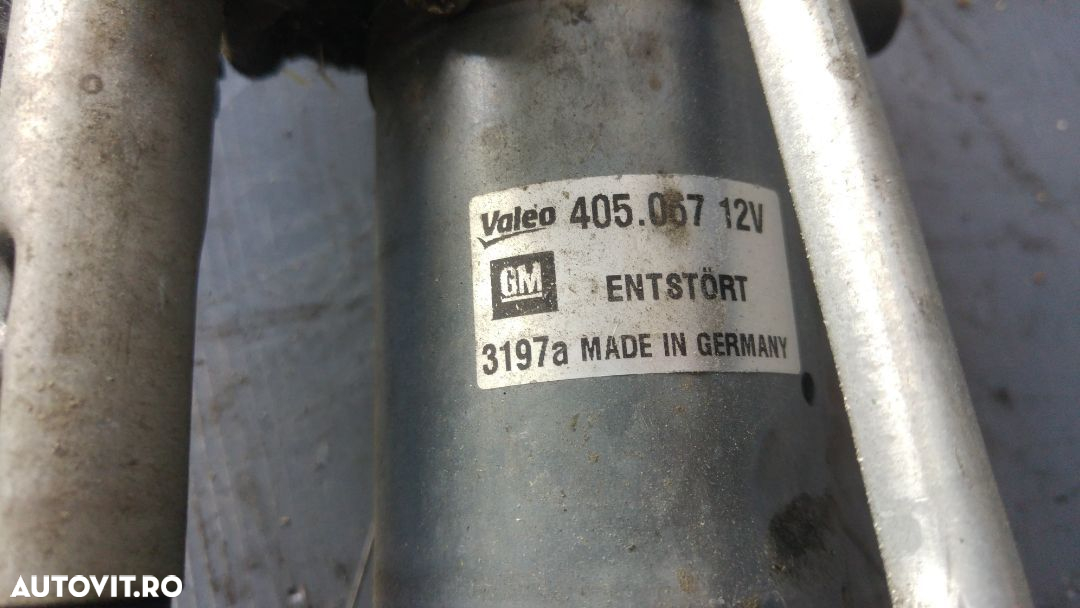 Valeo 405.067 12V
GM ENTSTÖRT
3197a MADE IN GERMANY
AUTOVIT.RO